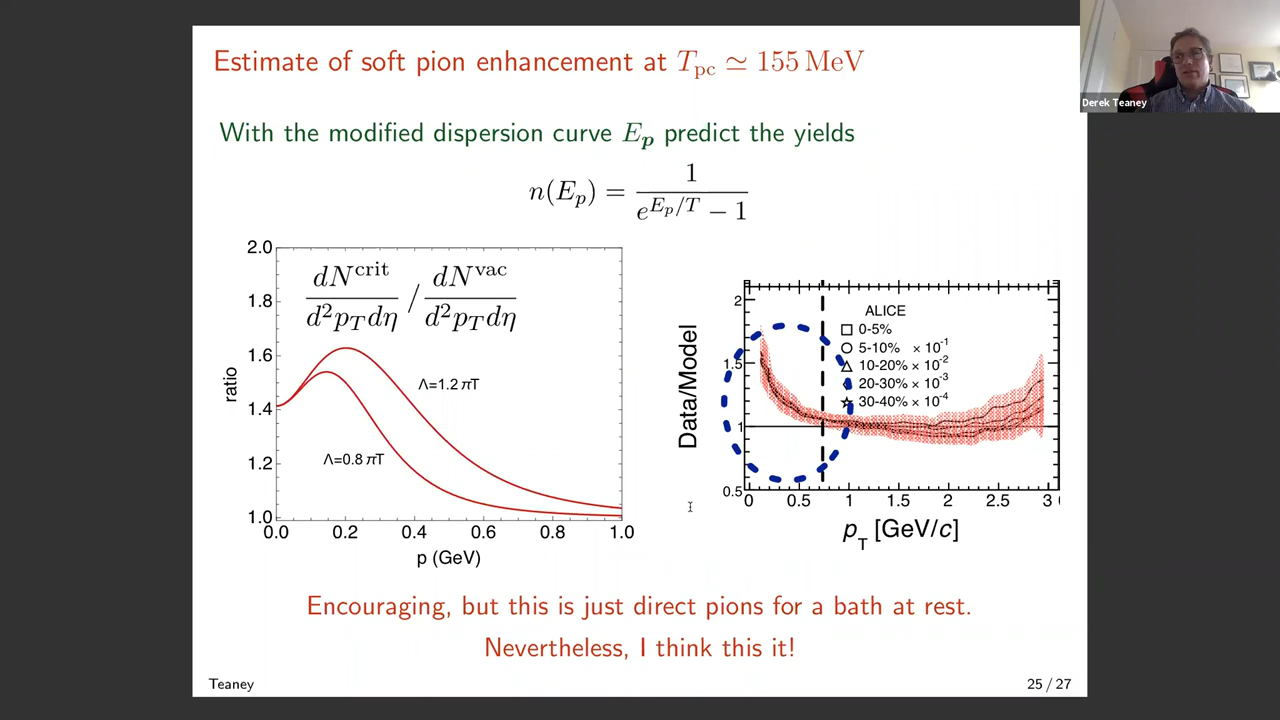 Estimate of soft pion enhancement at T_pc ≃ 155 MeV
Derek Teaney
With the modified dispersion curve E_p predict the yields
n(E_p) = 1 / (e^{E_p/T} − 1)
2.0
1.8
1.6
1.4
1.2
1.0
ratio
dN^crit / d²p_T dη / dN^vac / d²p_T dη
Λ=1.2 πT
Λ=0.8 πT
0.0 0.2 0.4 0.6 0.8 1.0
p (GeV)
Data/Model
2
1.5
1
0.5
ALICE
0-5%
5-10% × 10^-1
10-20% × 10^-2
20-30% × 10^-3
30-40% × 10^-4
0 0.5 1 1.5 2 2.5 3
p_T [GeV/c]
Encouraging, but this is just direct pions for a bath at rest.
Nevertheless, I think this it!
Teaney
25 / 27